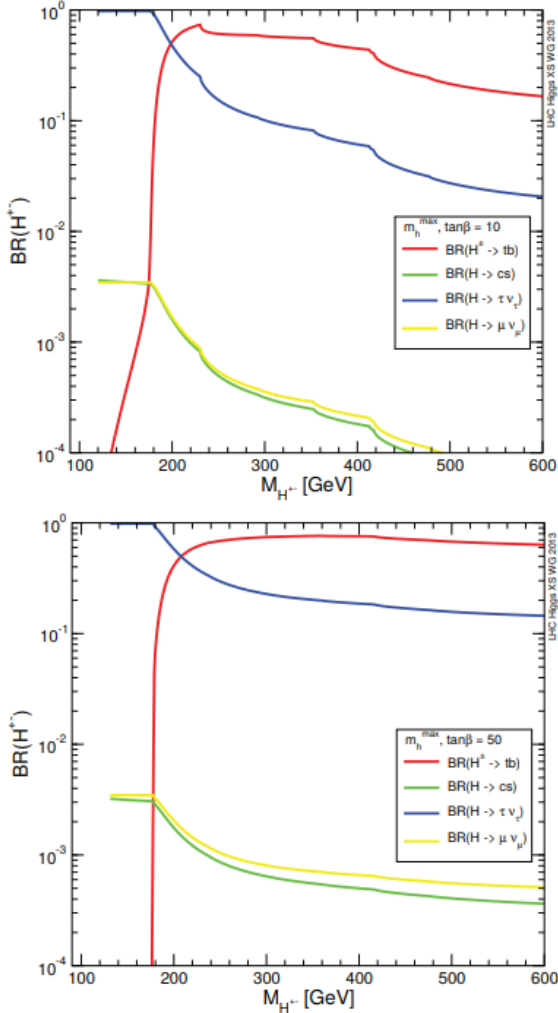 10^0
10^-1
10^-2
10^-3
10^-4
BR(H^+-)
LHC Higgs XS WG 2013
m_h^max, tanβ = 10
BR(H^± -> tb)
BR(H -> cs)
BR(H -> τ ν_τ)
BR(H -> μ ν_μ)
100 200 300 400 500 600
M_H^+- [GeV]
10^0
10^-1
10^-2
10^-3
10^-4
BR(H^+-)
LHC Higgs XS WG 2013
m_h^max, tanβ = 50
BR(H^± -> tb)
BR(H -> cs)
BR(H -> τ ν_τ)
BR(H -> μ ν_μ)
100 200 300 400 500 600
M_H^+- [GeV]